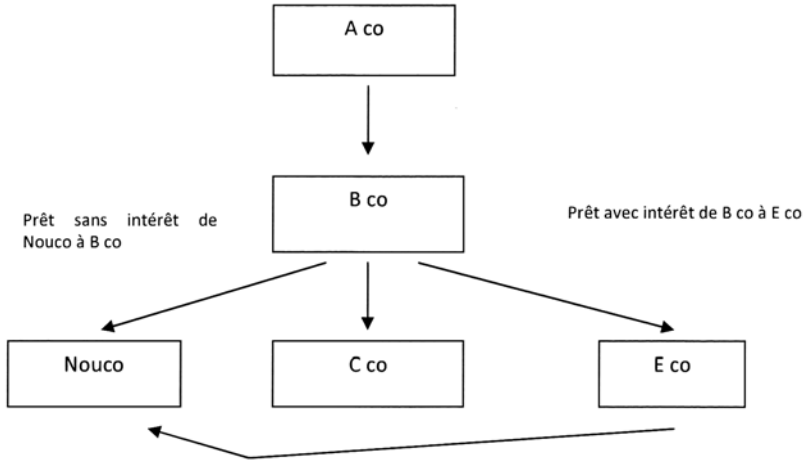 A co
B co
Prêt sans intérêt de
Nouco à B co
Prêt avec intérêt de B co à E co
Nouco
C co
E co